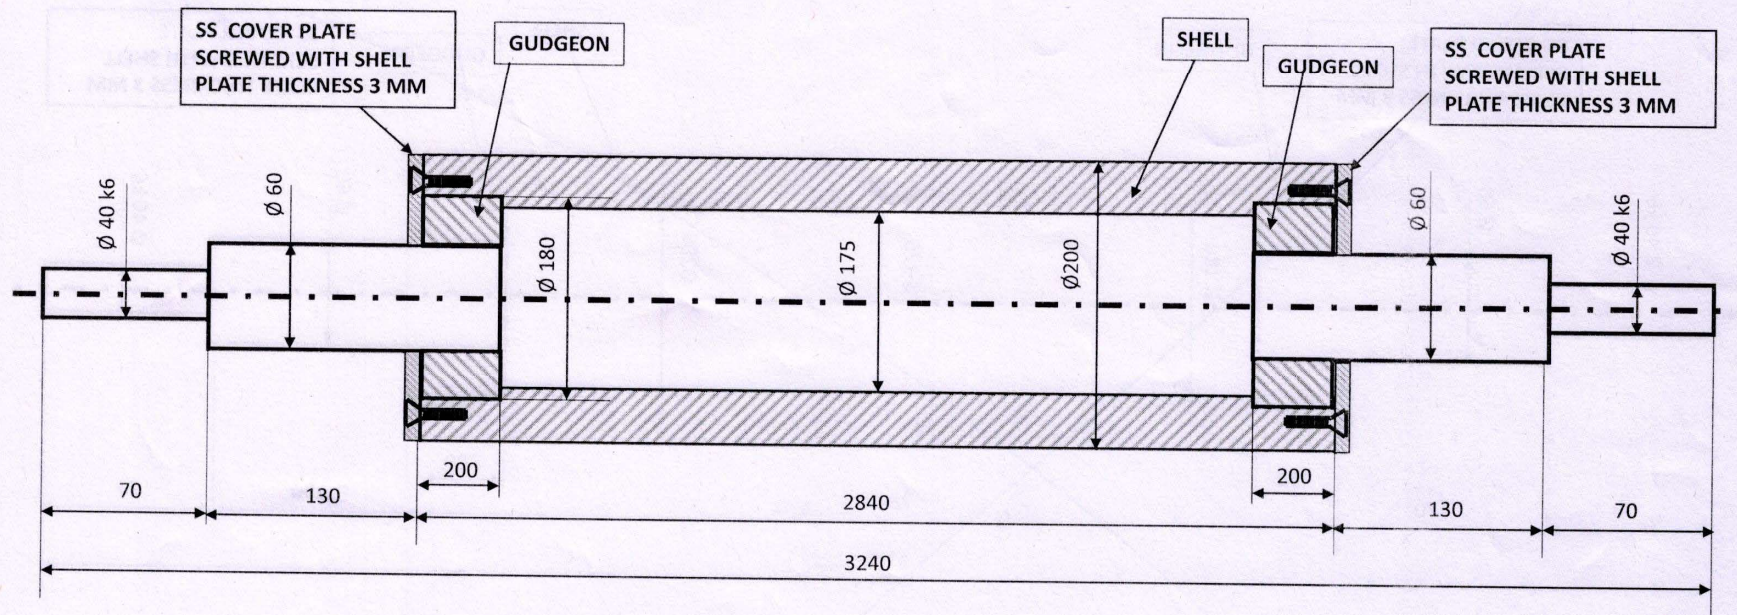 SS COVER PLATE
SCREWED WITH SHELL
PLATE THICKNESS 3 MM
GUDGEON
SHELL
GUDGEON
SS COVER PLATE
SCREWED WITH SHELL
PLATE THICKNESS 3 MM
Ø 40 k6
Ø 60
Ø 180
Ø 175
Ø200
Ø 60
Ø 40 k6
200
200
70
130
2840
130
70
3240